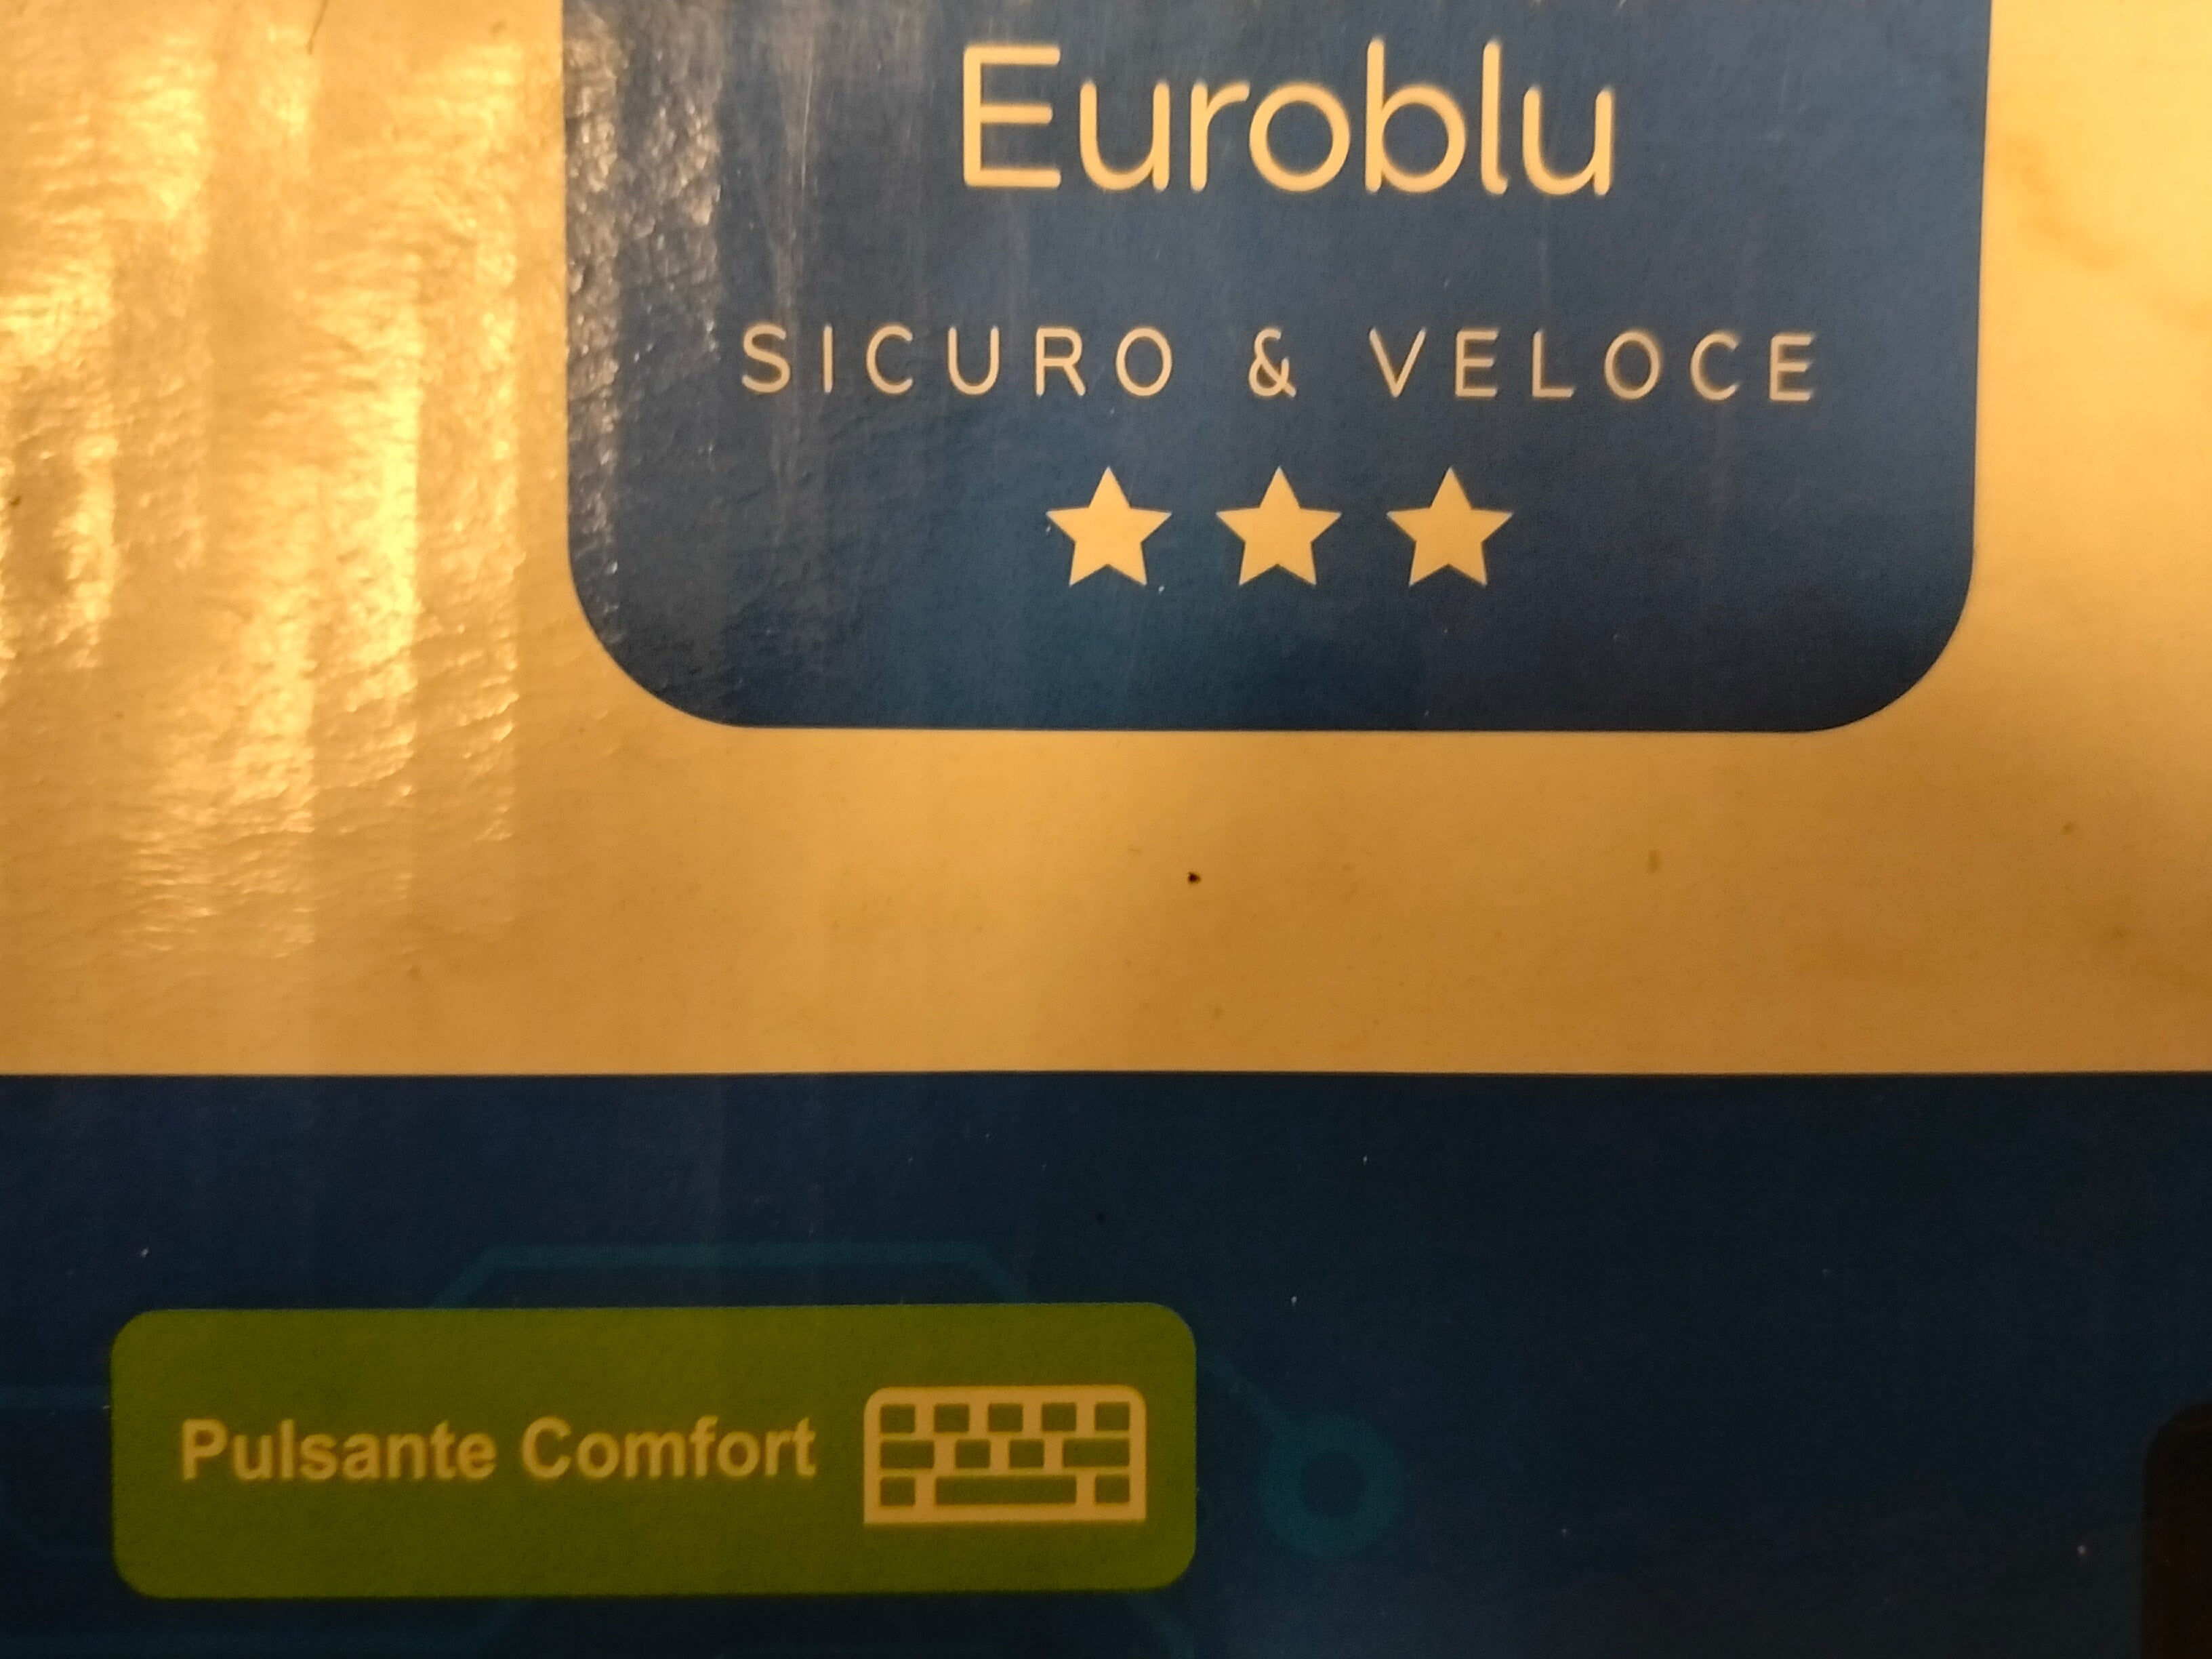 Euroblu
SICURO & VELOCE
Pulsante Comfort